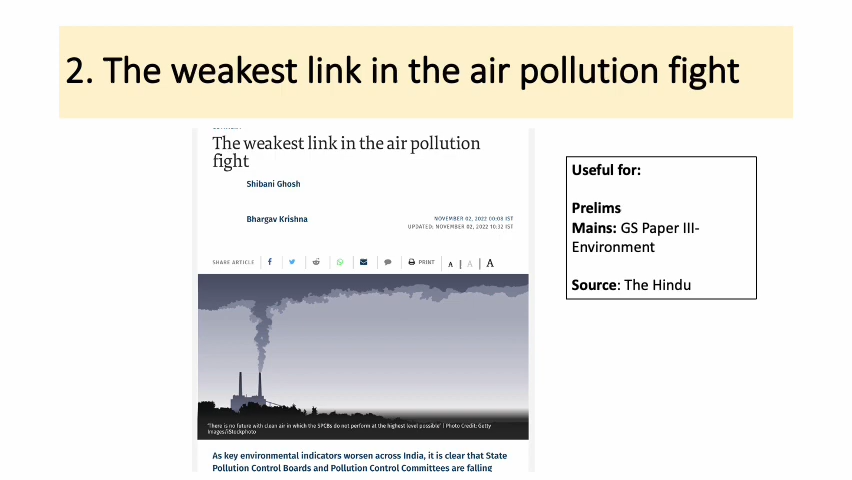 2. The weakest link in the air pollution fight
The weakest link in the air pollution
fight
Shibani Ghosh
Bhargav Krishna
NOVEMBER 02, 2022 00:08 IST
UPDATED: NOVEMBER 02, 2022 10:32 IST
SHARE ARTICLE
PRINT
A | A | A
'There is no future with clean air in which the SPCBs do not perform at the highest level possible' | Photo Credit: Getty
Images/iStockphoto
As key environmental indicators worsen across India, it is clear that State
Pollution Control Boards and Pollution Control Committees are falling
Useful for:
Prelims
Mains: GS Paper III-
Environment
Source: The Hindu